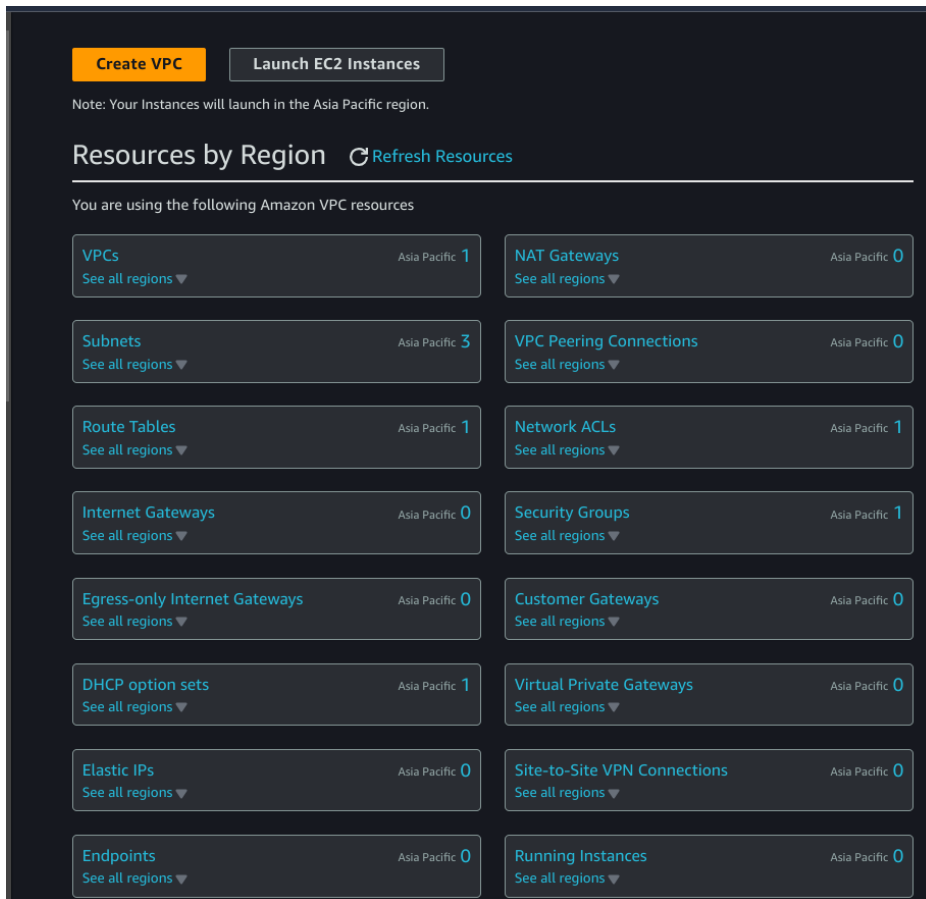 Create VPC
Launch EC2 Instances
Note: Your Instances will launch in the Asia Pacific region.
Resources by Region
Refresh Resources
You are using the following Amazon VPC resources
VPCs Asia Pacific 1
See all regions
NAT Gateways Asia Pacific 0
See all regions
Subnets Asia Pacific 3
See all regions
VPC Peering Connections Asia Pacific 0
See all regions
Route Tables Asia Pacific 1
See all regions
Network ACLs Asia Pacific 1
See all regions
Internet Gateways Asia Pacific 0
See all regions
Security Groups Asia Pacific 1
See all regions
Egress-only Internet Gateways Asia Pacific 0
See all regions
Customer Gateways Asia Pacific 0
See all regions
DHCP option sets Asia Pacific 1
See all regions
Virtual Private Gateways Asia Pacific 0
See all regions
Elastic IPs Asia Pacific 0
See all regions
Site-to-Site VPN Connections Asia Pacific 0
See all regions
Endpoints Asia Pacific 0
See all regions
Running Instances Asia Pacific 0
See all regions